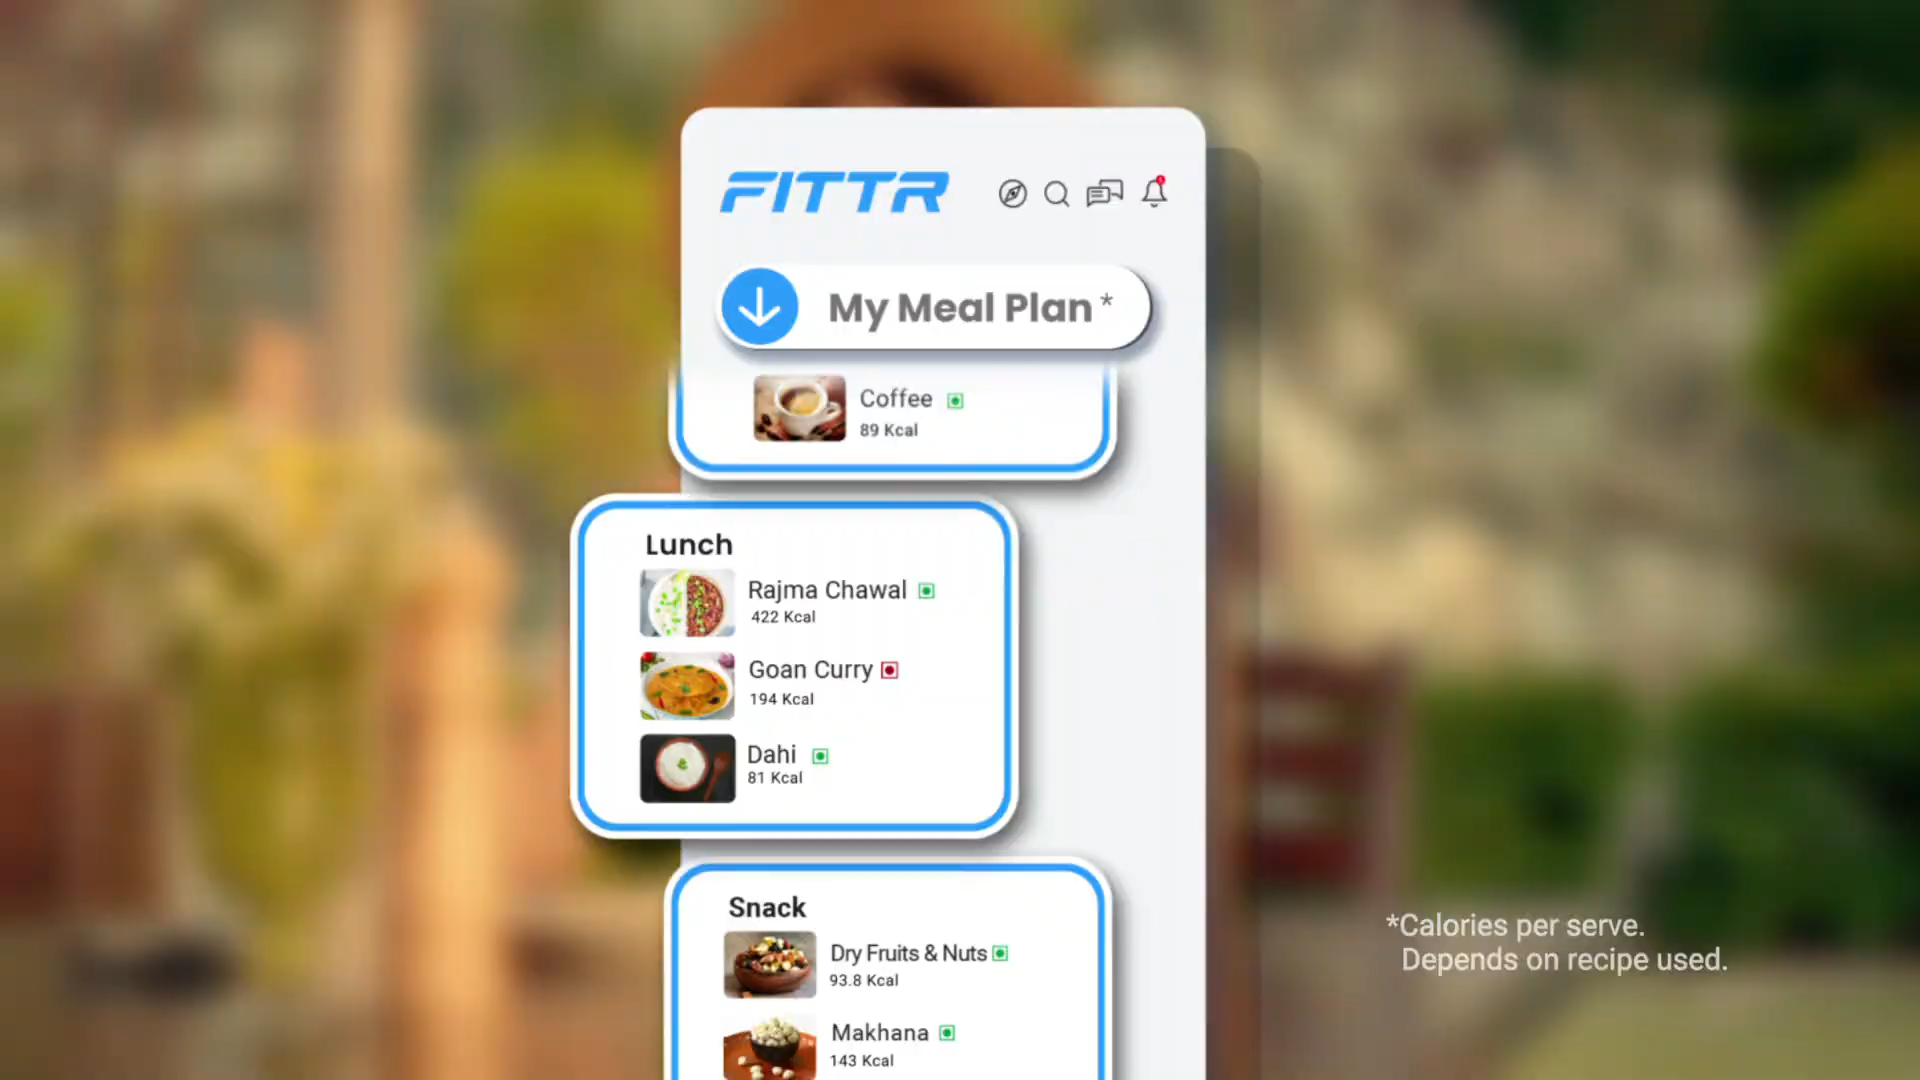 FITTR
My Meal Plan *
Coffee
89 Kcal
Lunch
Rajma Chawal
422 Kcal
Goan Curry
194 Kcal
Dahi
81 Kcal
Snack
Dry Fruits & Nuts
93.8 Kcal
Makhana
143 Kcal
*Calories per serve.
Depends on recipe used.